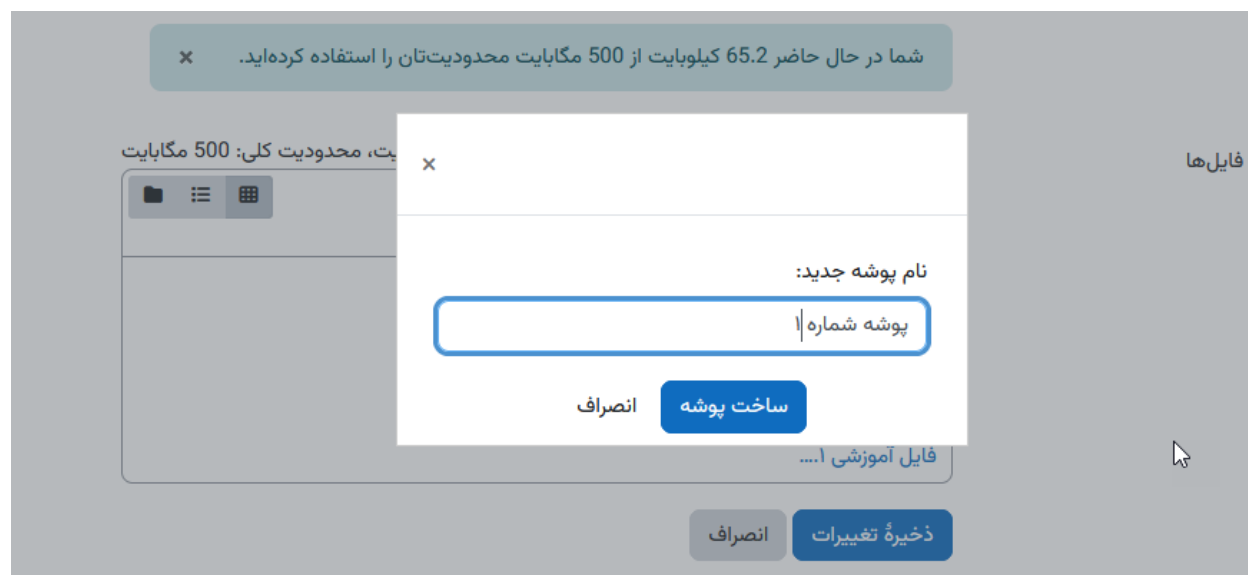 شما در حال حاضر 65.2 کیلوبایت از 500 مگابایت محدودیت‌تان را استفاده کرده‌اید.
فایل‌ها
محدودیت کلی: 500 مگابایت
نام پوشه جدید:
پوشه شماره ۱
ساخت پوشه
انصراف
فایل آموزشی ۱....
ذخیرهٔ تغییرات
انصراف